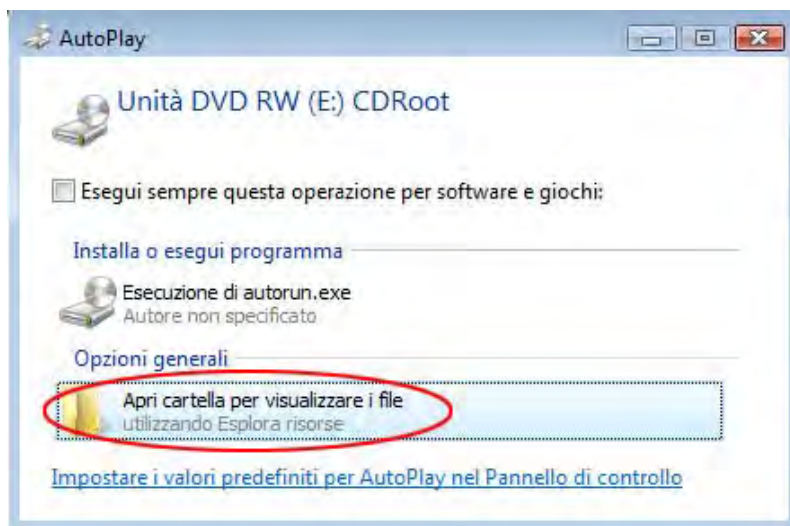 AutoPlay
Unità DVD RW (E:) CDRoot
Esegui sempre questa operazione per software e giochi:
Installa o esegui programma
Esecuzione di autorun.exe
Autore non specificato
Opzioni generali
Apri cartella per visualizzare i file
utilizzando Esplora risorse
Impostare i valori predefiniti per AutoPlay nel Pannello di controllo